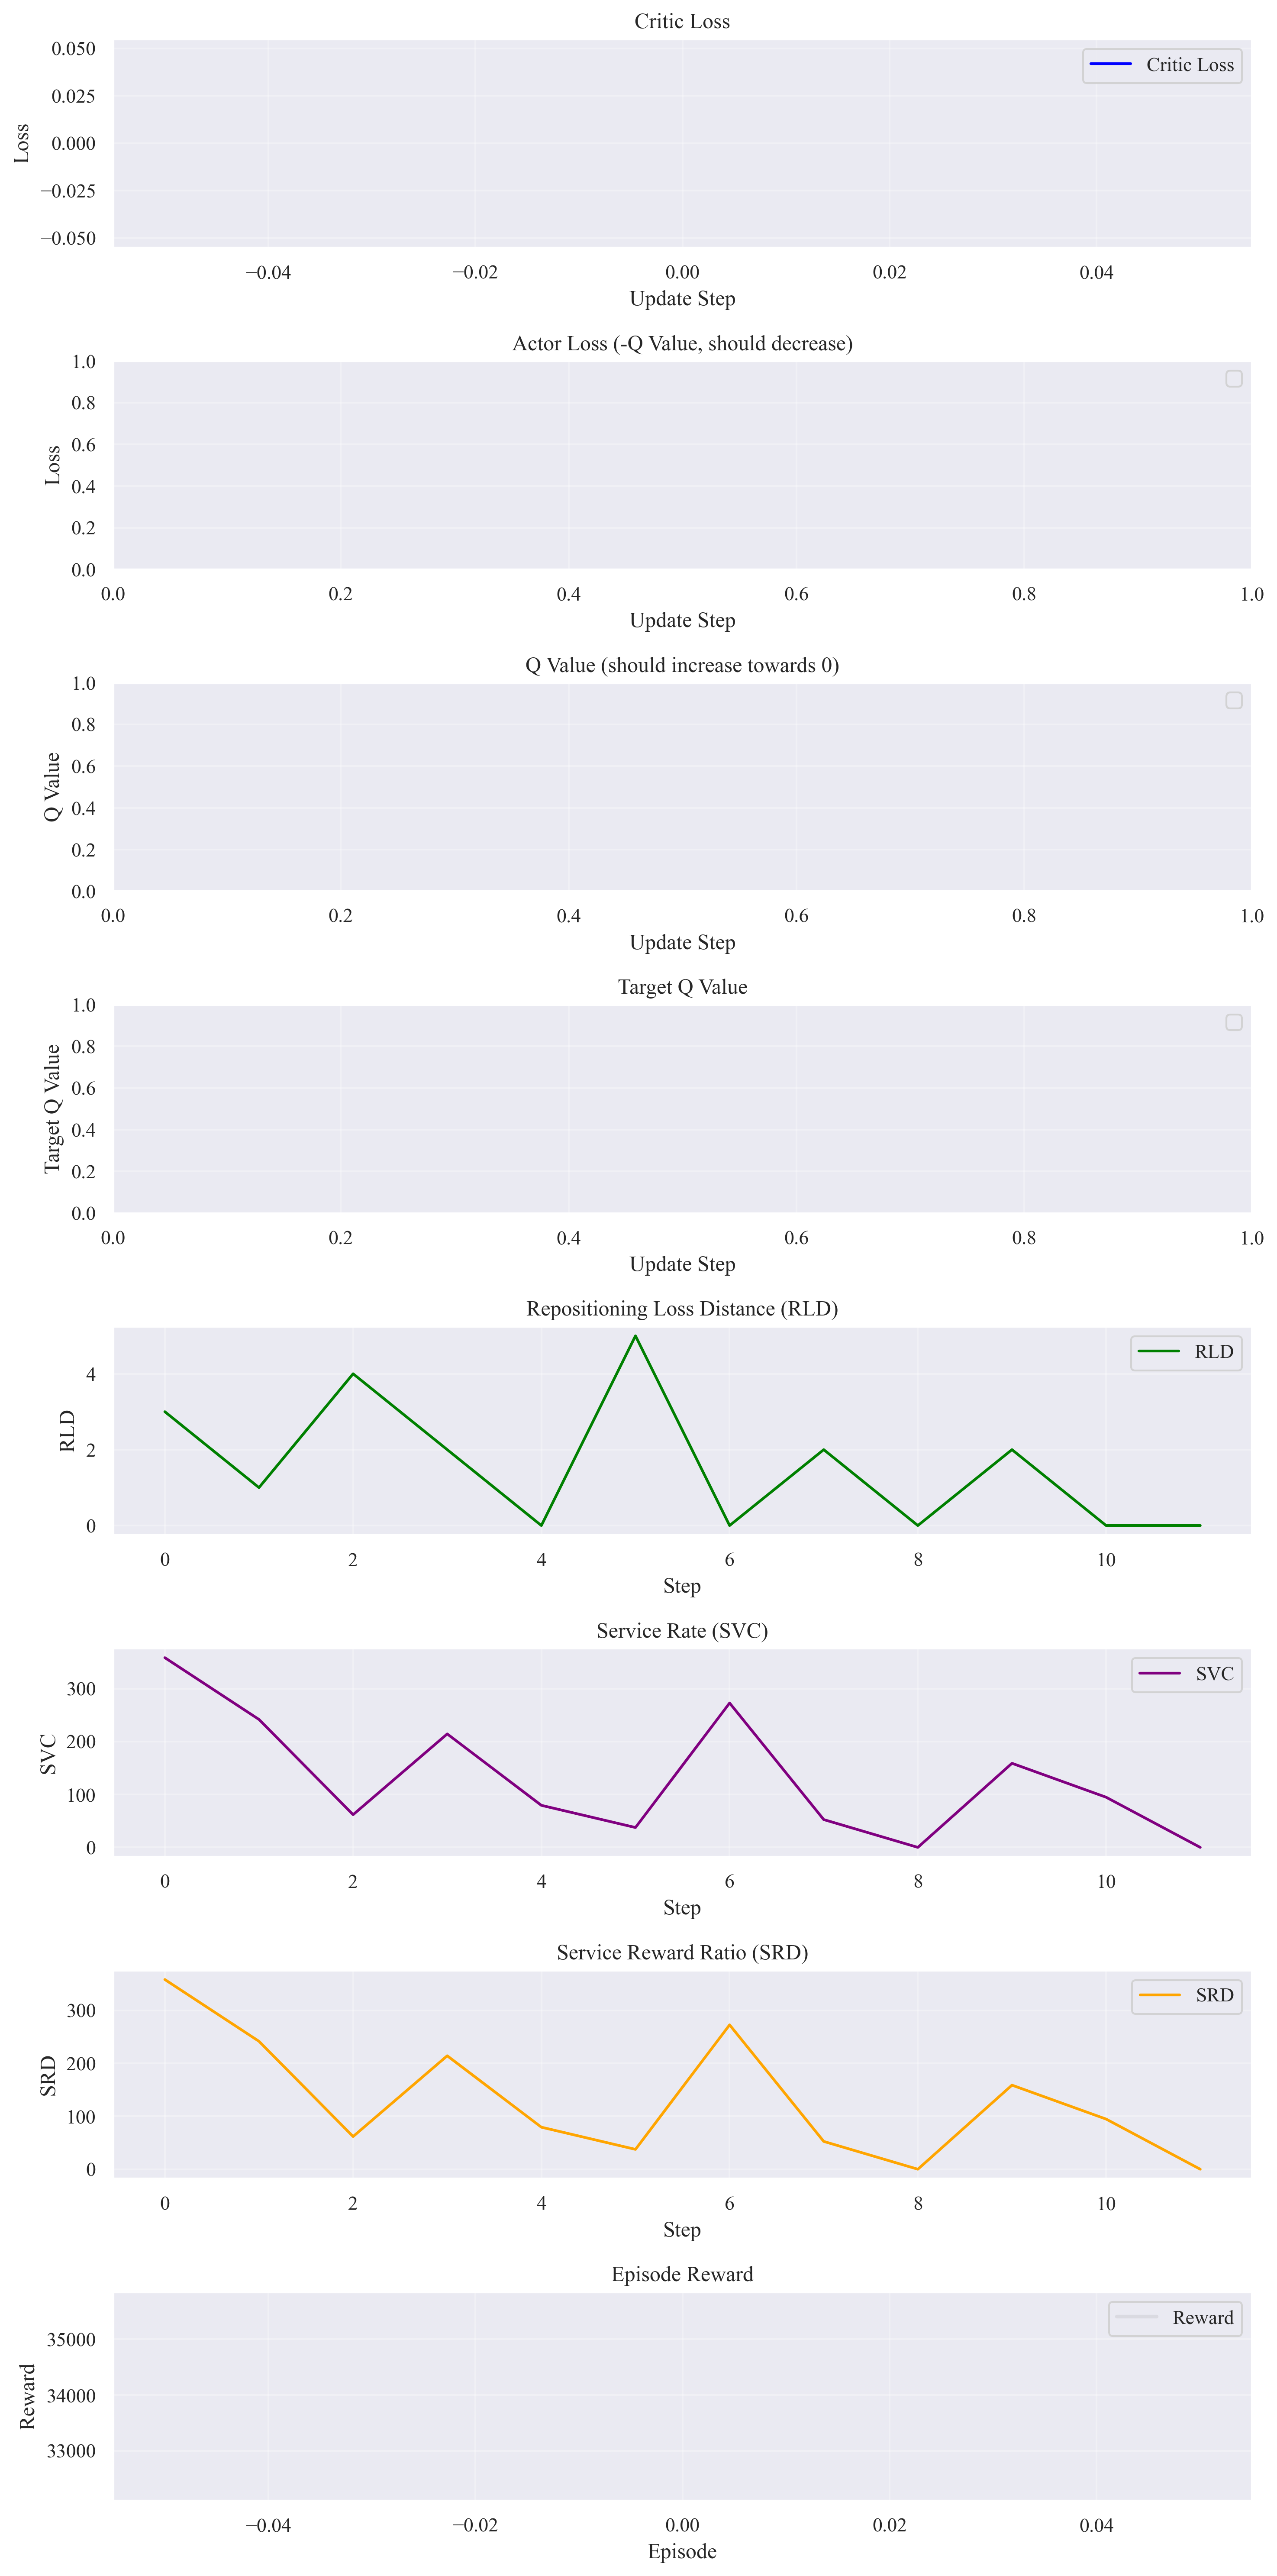 Critic Loss
Critic Loss
0.050
0.025
0.000
−0.025
−0.050
Loss
−0.04 −0.02 0.00 0.02 0.04
Update Step
Actor Loss (-Q Value, should decrease)
1.0
0.8
0.6
0.4
0.2
0.0
Loss
0.0 0.2 0.4 0.6 0.8 1.0
Update Step
Q Value (should increase towards 0)
1.0
0.8
0.6
0.4
0.2
0.0
Q Value
0.0 0.2 0.4 0.6 0.8 1.0
Update Step
Target Q Value
1.0
0.8
0.6
0.4
0.2
0.0
Target Q Value
0.0 0.2 0.4 0.6 0.8 1.0
Update Step
Repositioning Loss Distance (RLD)
RLD
4
2
0
RLD
0 2 4 6 8 10
Step
Service Rate (SVC)
SVC
300
200
100
0
SVC
0 2 4 6 8 10
Step
Service Reward Ratio (SRD)
SRD
300
200
100
0
SRD
0 2 4 6 8 10
Step
Episode Reward
Reward
35000
34000
33000
Reward
−0.04 −0.02 0.00 0.02 0.04
Episode